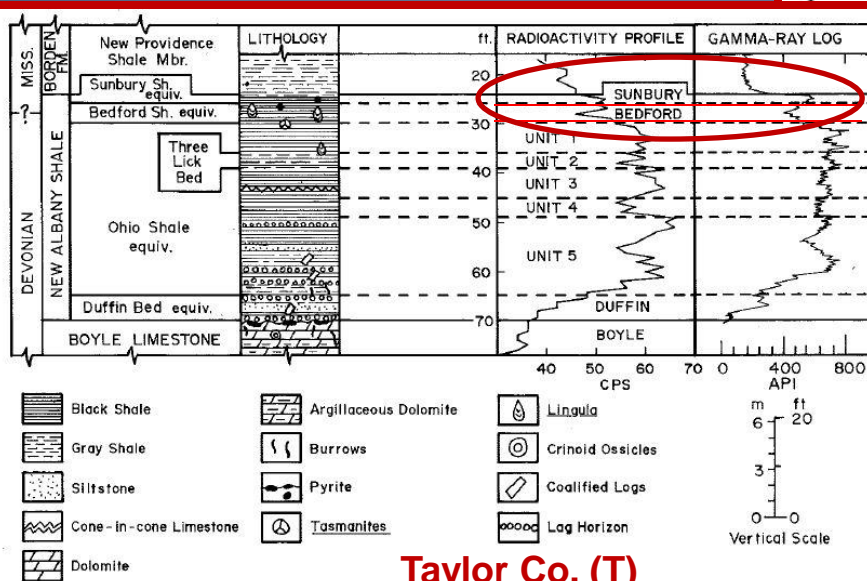 MISS.
BORDEN FM.
New Providence
Shale Mbr.
LITHOLOGY
ft.
RADIOACTIVITY PROFILE
GAMMA-RAY LOG
Sunbury Sh.
equiv.
20
SUNBURY
-?-
Bedford Sh. equiv.
BEDFORD
30
DEVONIAN
NEW ALBANY SHALE
Three
Lick
Bed
UNIT 1
UNIT 2
40
UNIT 3
UNIT 4
50
Ohio Shale
equiv.
UNIT 5
60
Duffin Bed equiv.
DUFFIN
70
BOYLE LIMESTONE
BOYLE
40 50 60 70
CPS
0 400 800
API
Black Shale
Gray Shale
Siltstone
Cone-in-cone Limestone
Dolomite
Argillaceous Dolomite
Burrows
Pyrite
Tasmanites
Lingula
Crinoid Ossicles
Coalified Logs
Lag Horizon
m ft
6 20
3
0 0
Vertical Scale
Taylor Co. (T)